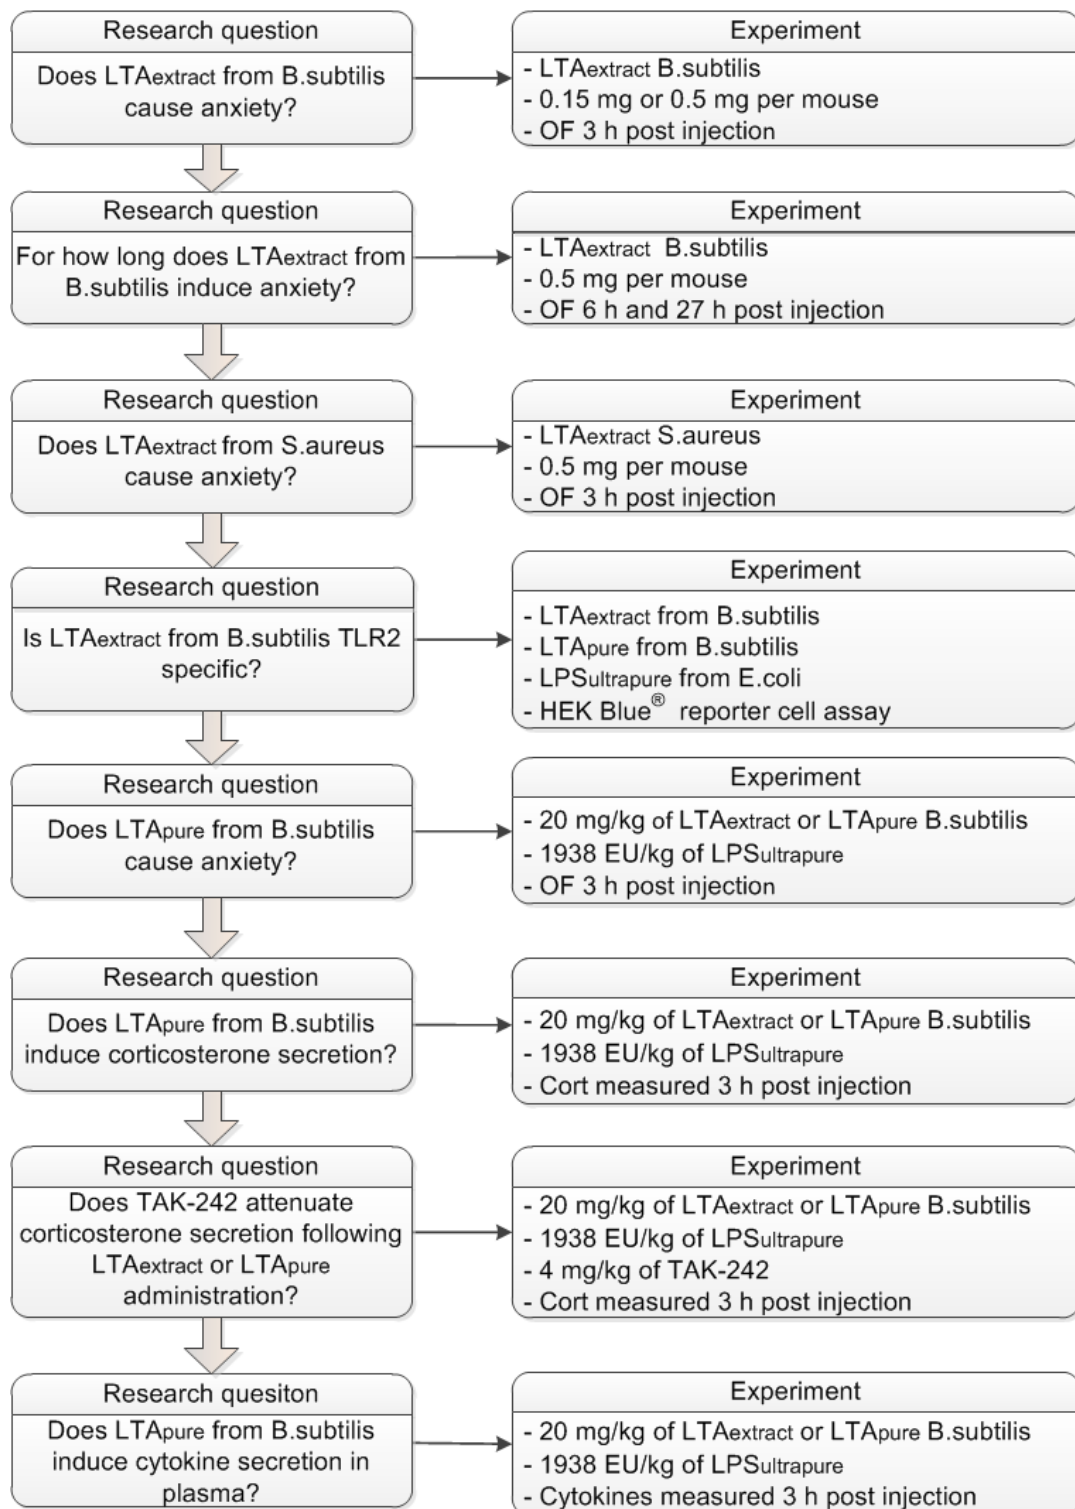 Research question
Does LTAextract from B.subtilis
cause anxiety?
Experiment
- LTAextract B.subtilis
- 0.15 mg or 0.5 mg per mouse
- OF 3 h post injection
Research question
For how long does LTAextract from
B.subtilis induce anxiety?
Experiment
- LTAextract B.subtilis
- 0.5 mg per mouse
- OF 6 h and 27 h post injection
Research question
Does LTAextract from S.aureus
cause anxiety?
Experiment
- LTAextract S.aureus
- 0.5 mg per mouse
- OF 3 h post injection
Research question
Is LTAextract from B.subtilis TLR2
specific?
Experiment
- LTAextract from B.subtilis
- LTApure from B.subtilis
- LPSultrapure from E.coli
- HEK Blue® reporter cell assay
Research question
Does LTApure from B.subtilis
cause anxiety?
Experiment
- 20 mg/kg of LTAextract or LTApure B.subtilis
- 1938 EU/kg of LPSultrapure
- OF 3 h post injection
Research question
Does LTApure from B.subtilis
induce corticosterone secretion?
Experiment
- 20 mg/kg of LTAextract or LTApure B.subtilis
- 1938 EU/kg of LPSultrapure
- Cort measured 3 h post injection
Research question
Does TAK-242 attenuate
corticosterone secretion following
LTAextract or LTApure
administration?
Experiment
- 20 mg/kg of LTAextract or LTApure B.subtilis
- 1938 EU/kg of LPSultrapure
- 4 mg/kg of TAK-242
- Cort measured 3 h post injection
Research quesiton
Does LTApure from B.subtilis
induce cytokine secretion in
plasma?
Experiment
- 20 mg/kg of LTAextract or LTApure B.subtilis
- 1938 EU/kg of LPSultrapure
- Cytokines measured 3 h post injection